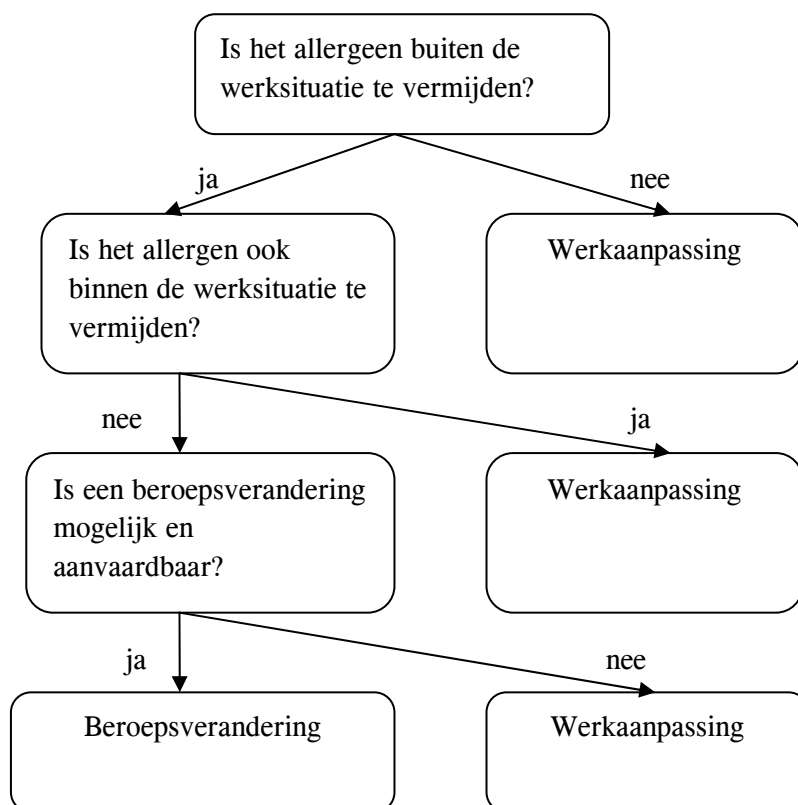 Is het allergeen buiten de
werksituatie te vermijden?
ja
nee
Is het allergen ook
binnen de werksituatie te
vermijden?
Werkaanpassing
nee
ja
Is een beroepsverandering
mogelijk en
aanvaardbaar?
Werkaanpassing
ja
nee
Beroepsverandering
Werkaanpassing